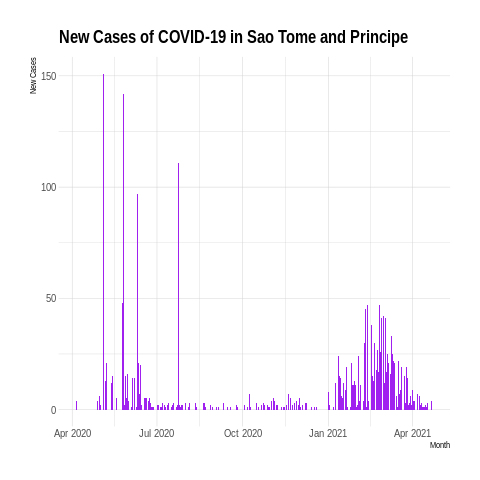 New Cases of COVID-19 in Sao Tome and Principe
New Cases
150
100
50
0
Apr 2020 Jul 2020 Oct 2020 Jan 2021 Apr 2021
Month